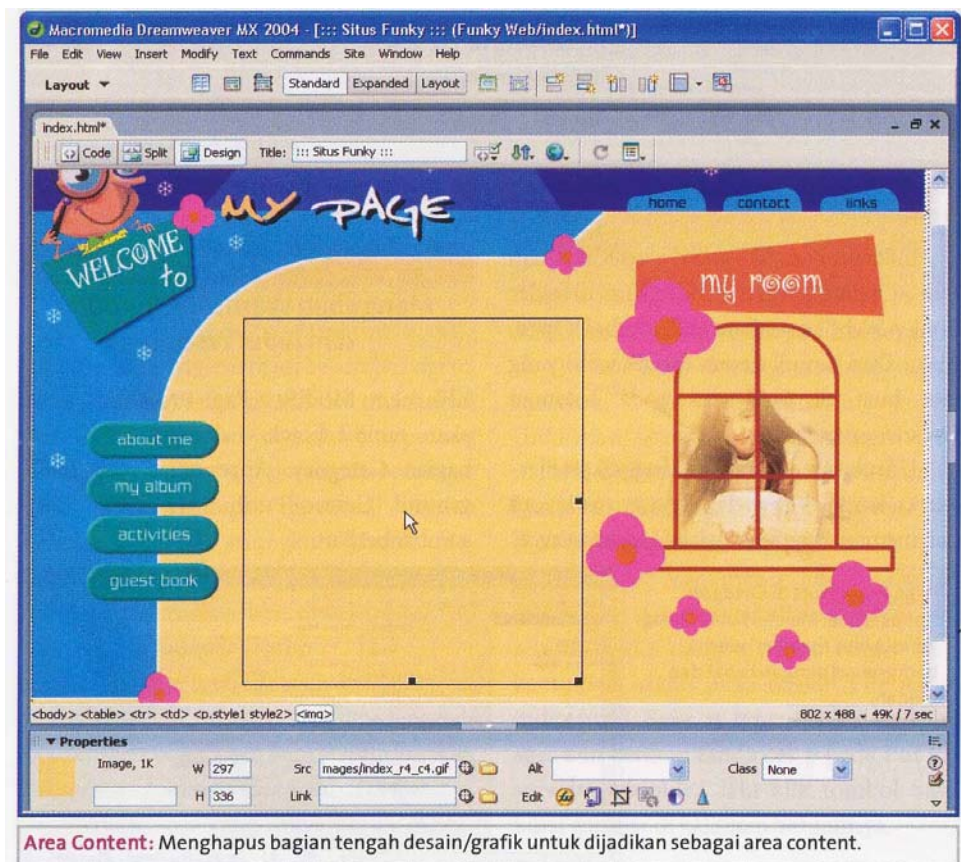 Macromedia Dreamweaver MX 2004 - [::: Situs Funky ::: (Funky Web/index.html*)]
File Edit View Insert Modify Text Commands Site Window Help
Layout Standard Expanded Layout
index.html*
Code Split Design Title: ::: Situs Funky :::
MY PAGE
home contact links
WELCOME
to
my room
about me
my album
activities
guest book
<body> <table> <tr> <td> <p.style1 style2> <img> 802 x 488 49K / 7 sec
Properties
Image, 1K W 297 Src mages/index_r4_c4.gif Alt Class None
H 336 Link Edit
Area Content: Menghapus bagian tengah desain/grafik untuk dijadikan sebagai area content.